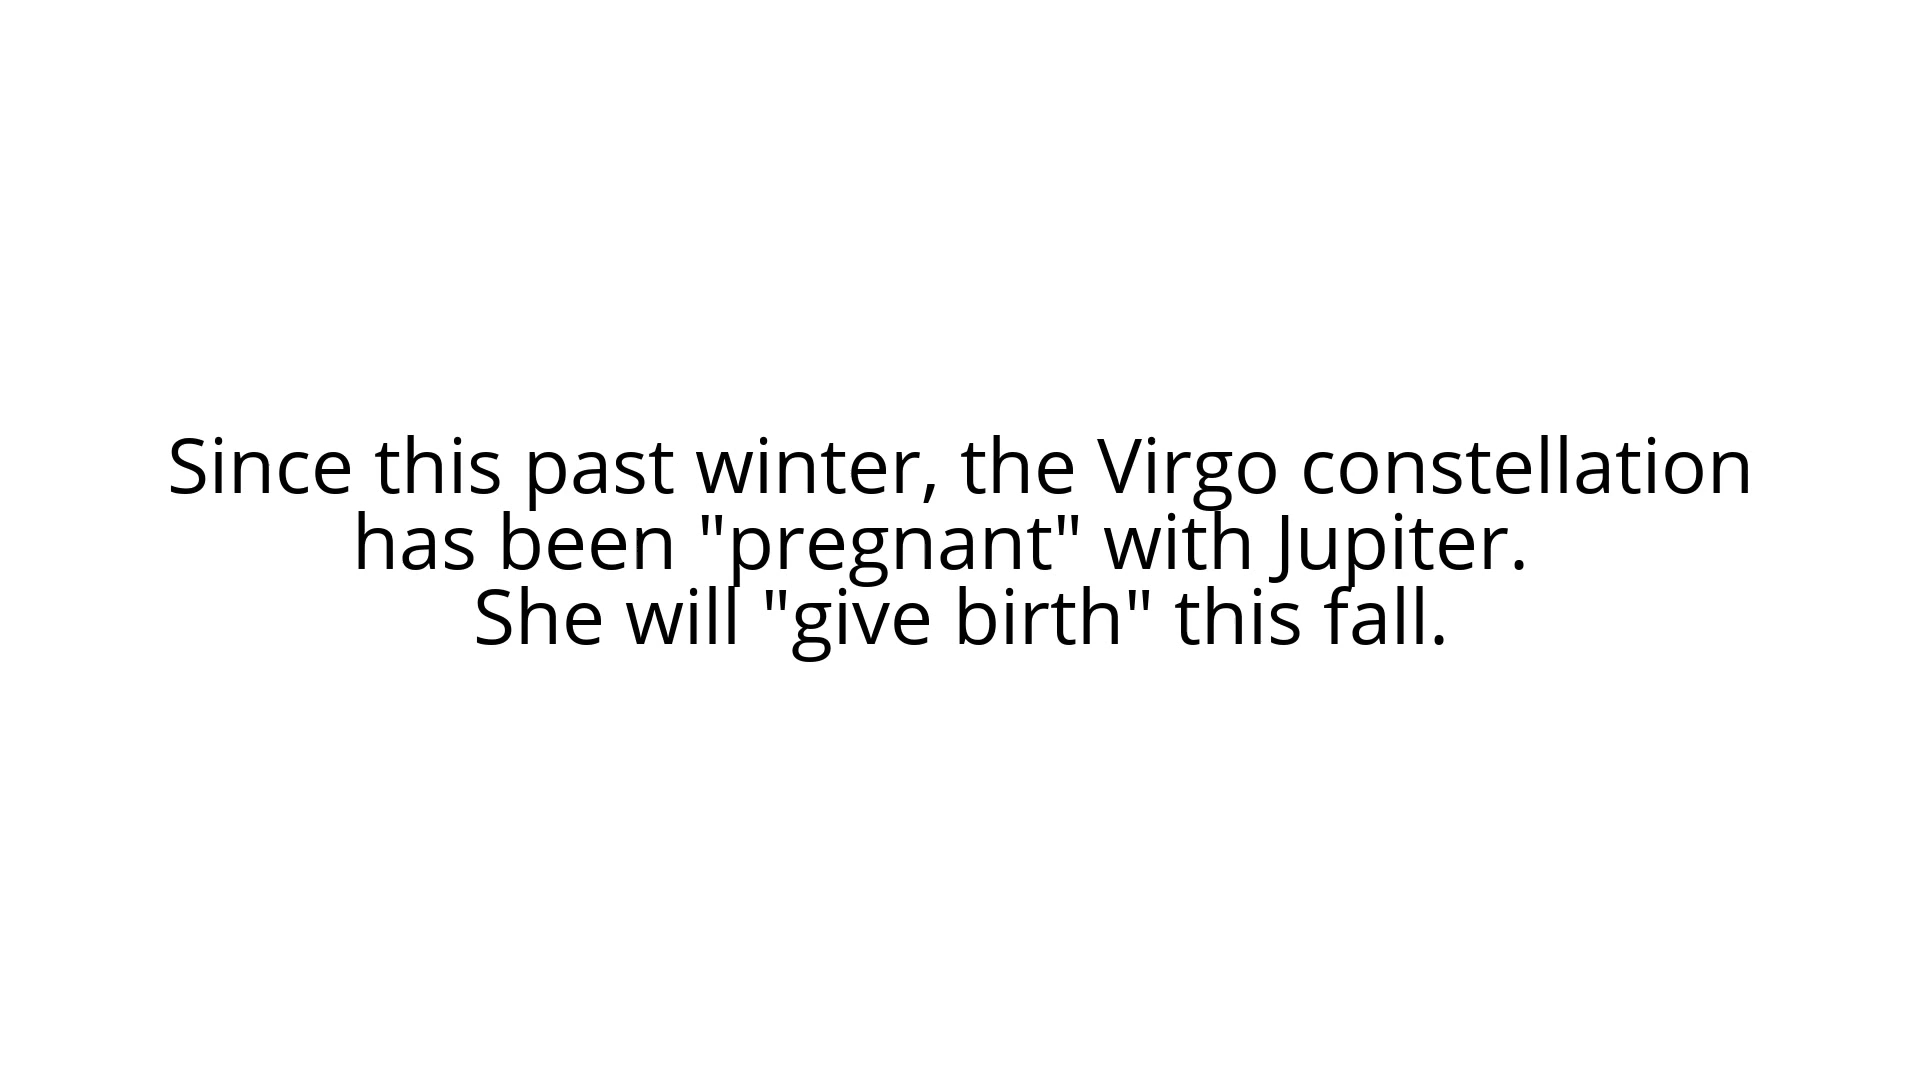 Since this past winter, the Virgo constellation
has been "pregnant" with Jupiter.
She will "give birth" this fall.